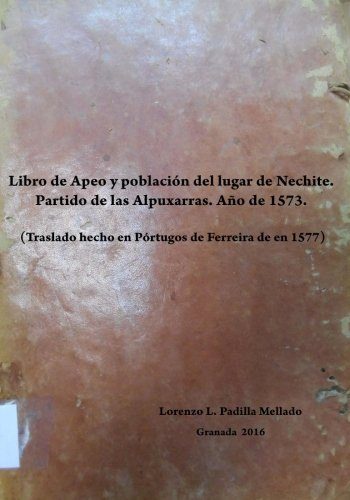 Libro de Apeo y población del lugar de Nechite.
Partido de las Alpuxarras. Año de 1573.
(Traslado hecho en Pórtugos de Ferreira de en 1577)
Lorenzo L. Padilla Mellado
Granada 2016